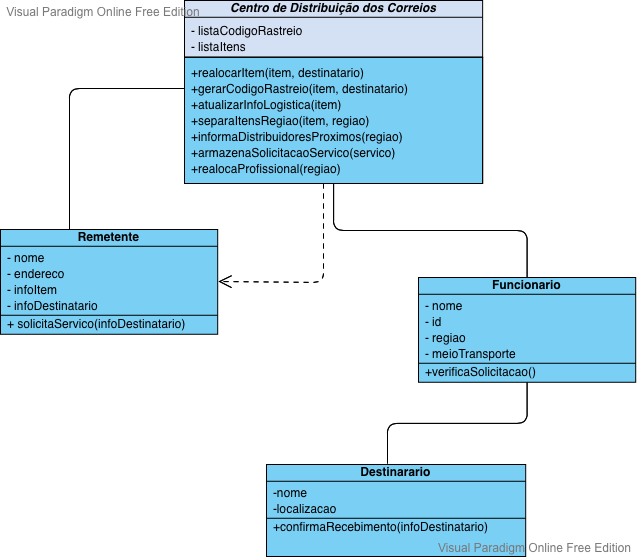 Visual Paradigm Online Free Edition
Centro de Distribuição dos Correios
- listaCodigoRastreio
- listaItens
+realocarItem(item, destinatario)
+gerarCodigoRastreio(item, destinatario)
+atualizarInfoLogistica(item)
+separaItensRegiao(item, regiao)
+informaDistribuidoresProximos(regiao)
+armazenaSolicitacaoServico(servico)
+realocaProfissional(regiao)
Remetente
- nome
- endereco
- infoItem
- infoDestinatario
+ solicitaServico(infoDestinatario)
Funcionario
- nome
- id
- regiao
- meioTransporte
+verificaSolicitacao()
Destinarario
-nome
-localizacao
+confirmaRecebimento(infoDestinatario)
Visual Paradigm Online Free Edition